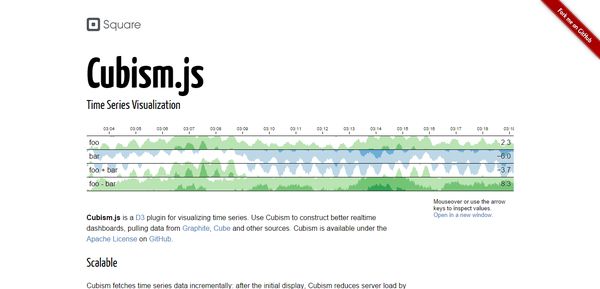 Square
Fork me on GitHub
Cubism.js
Time Series Visualization
03:04 03:05 03:06 03:07 03:08 03:09 03:10 03:11 03:12 03:13 03:14 03:15 03:16 03:17 03:18 03:19
foo 2.3
bar −6.0
foo + bar −3.7
foo - bar 8.3
Mouseover or use the arrow
keys to inspect values.
Open in a new window.
Cubism.js is a D3 plugin for visualizing time series. Use Cubism to construct better realtime
dashboards, pulling data from Graphite, Cube and other sources. Cubism is available under the
Apache License on GitHub.
Scalable
Cubism fetches time series data incrementally: after the initial display, Cubism reduces server load by